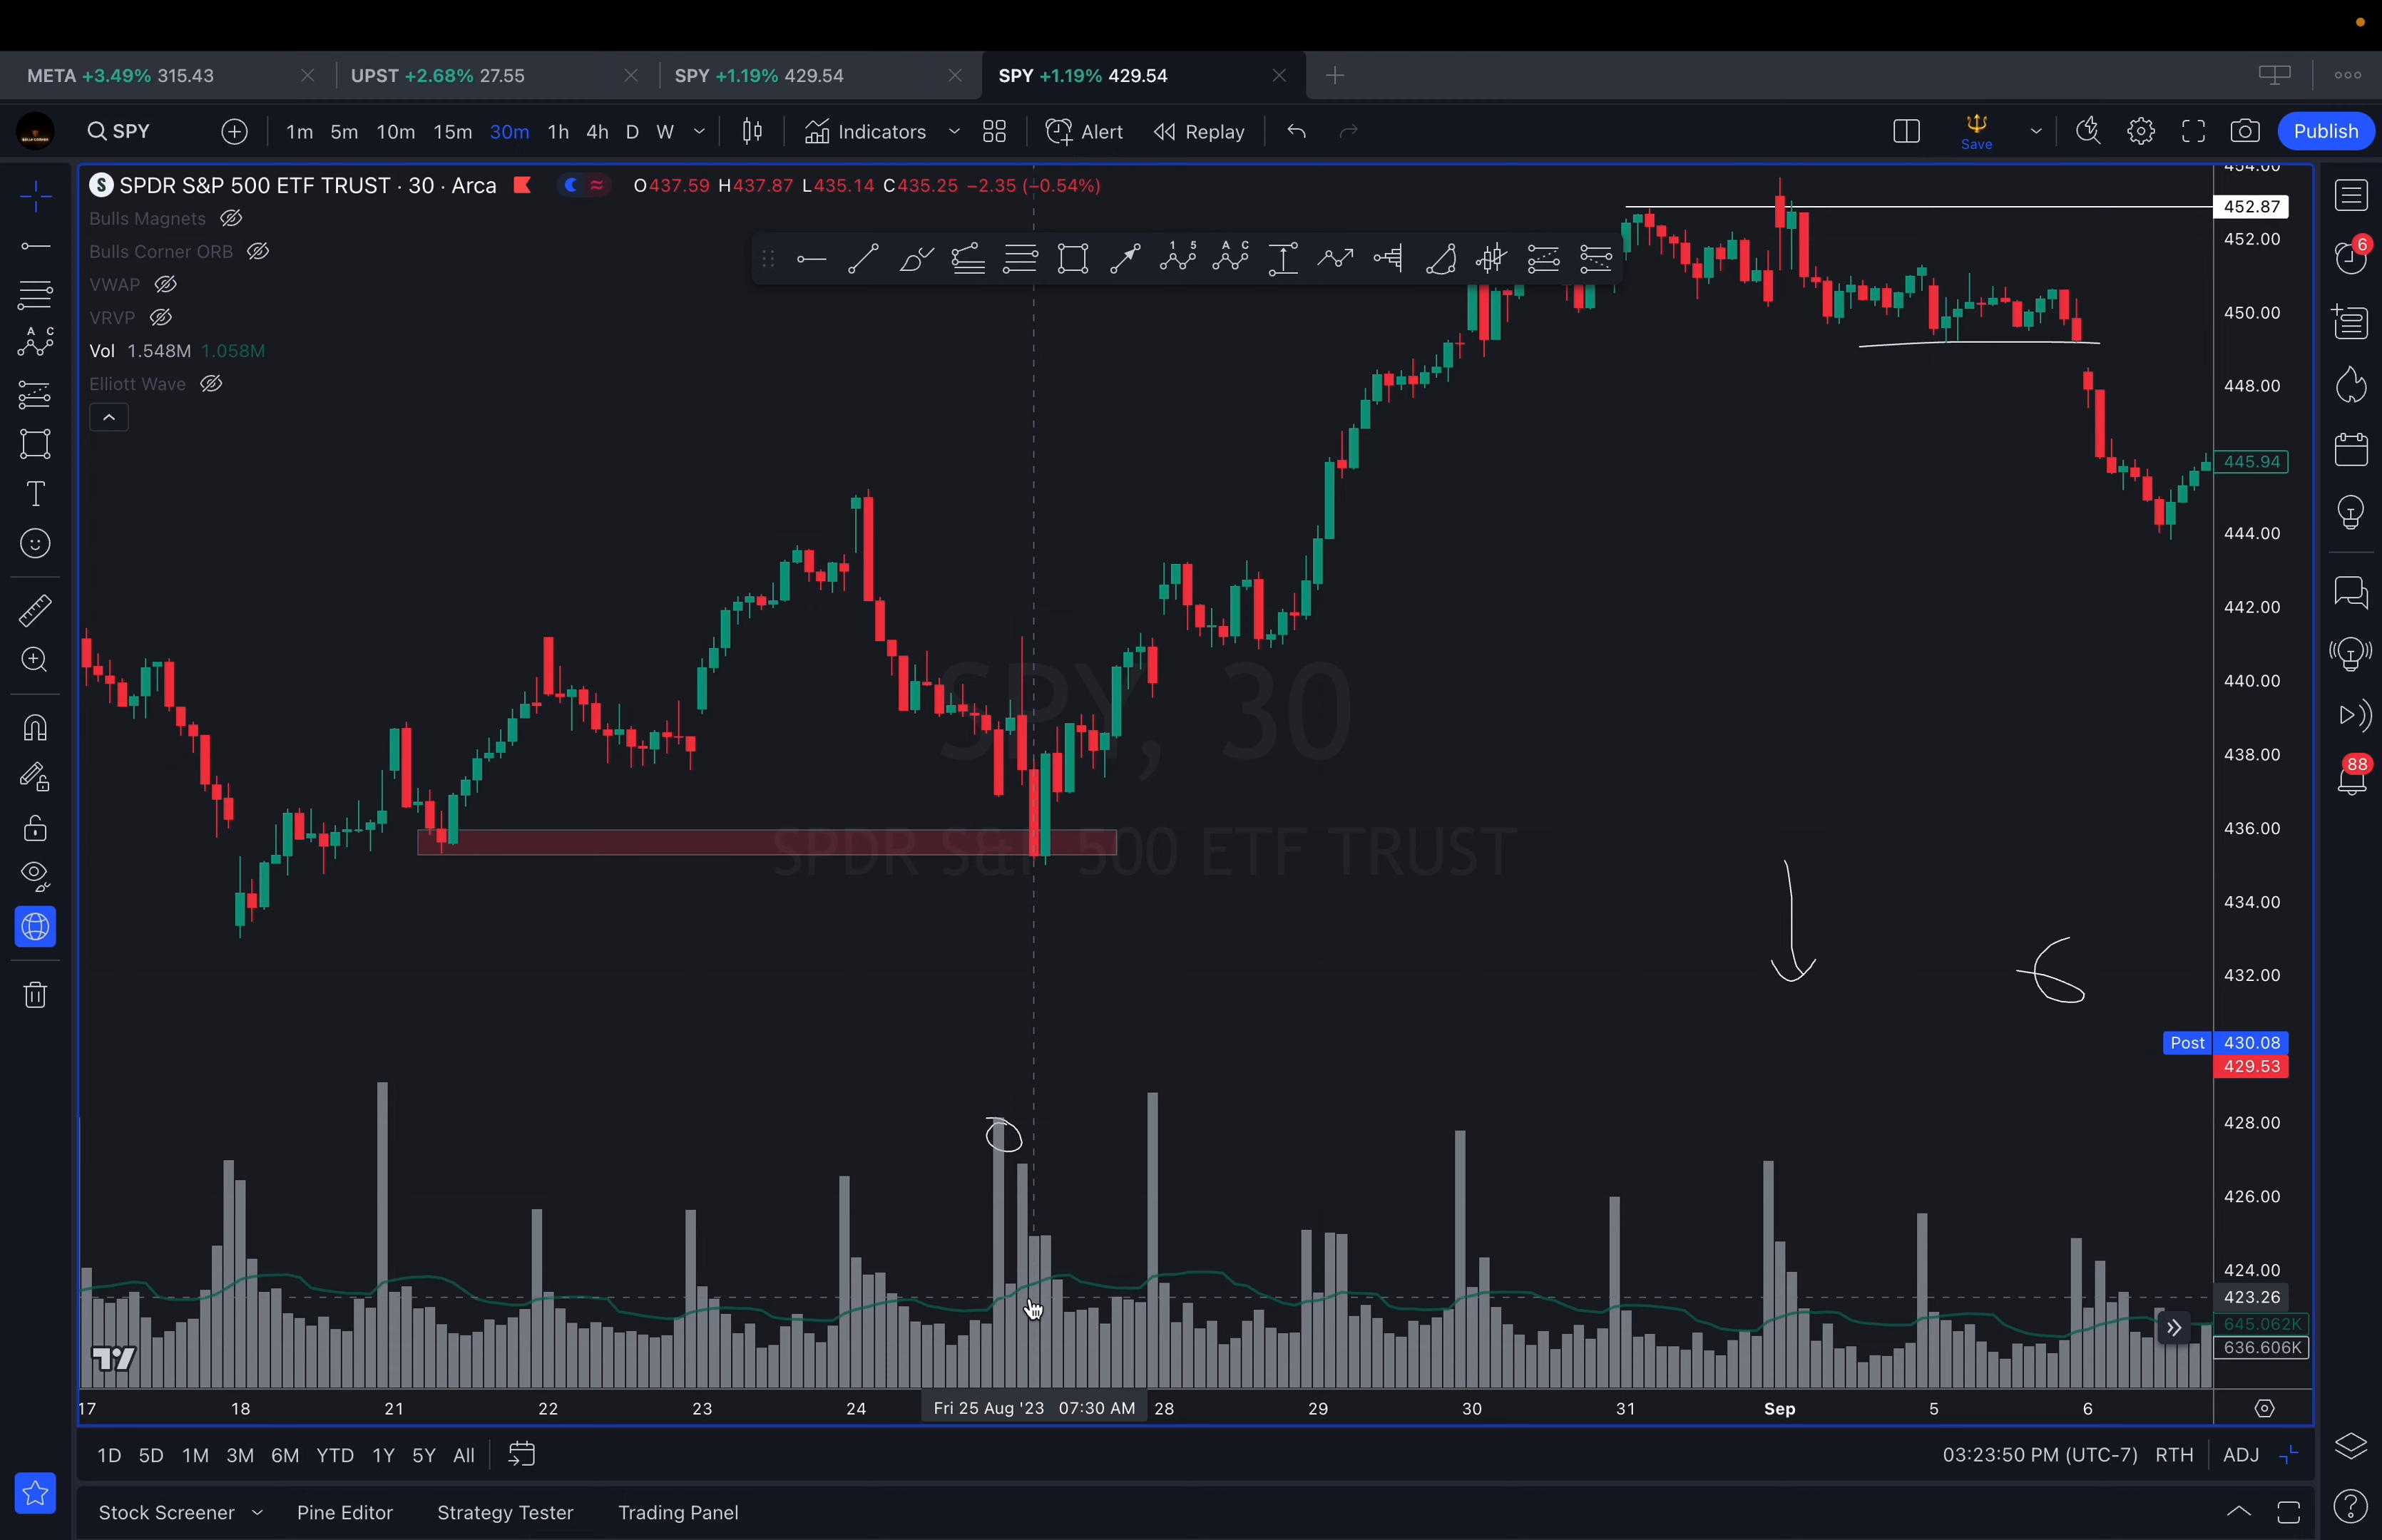 META +3.49% 315.43
UPST +2.68% 27.55
SPY +1.19% 429.54
SPY +1.19% 429.54
SPY
1m 5m 10m 15m 30m 1h 4h D W
Indicators
Alert
Replay
Save
Publish
S SPDR S&P 500 ETF TRUST · 30 · Arca
O437.59 H437.87 L435.14 C435.25 −2.35 (−0.54%)
Bulls Magnets
Bulls Corner ORB
VWAP
VRVP
Vol 1.548M 1.058M
Elliott Wave
1 5
A C
A C
T
SPY, 30
SPDR S&P 500 ETF TRUST
454.00
452.87
452.00
450.00
448.00
445.94
444.00
442.00
440.00
438.00
436.00
434.00
432.00
Post 430.08
429.53
428.00
426.00
424.00
423.26
645.062K
636.606K
6
88
17 18 21 22 23 24 Fri 25 Aug '23 07:30 AM 28 29 30 31 Sep 5 6
1D 5D 1M 3M 6M YTD 1Y 5Y All
03:23:50 PM (UTC-7) RTH ADJ
Stock Screener Pine Editor Strategy Tester Trading Panel